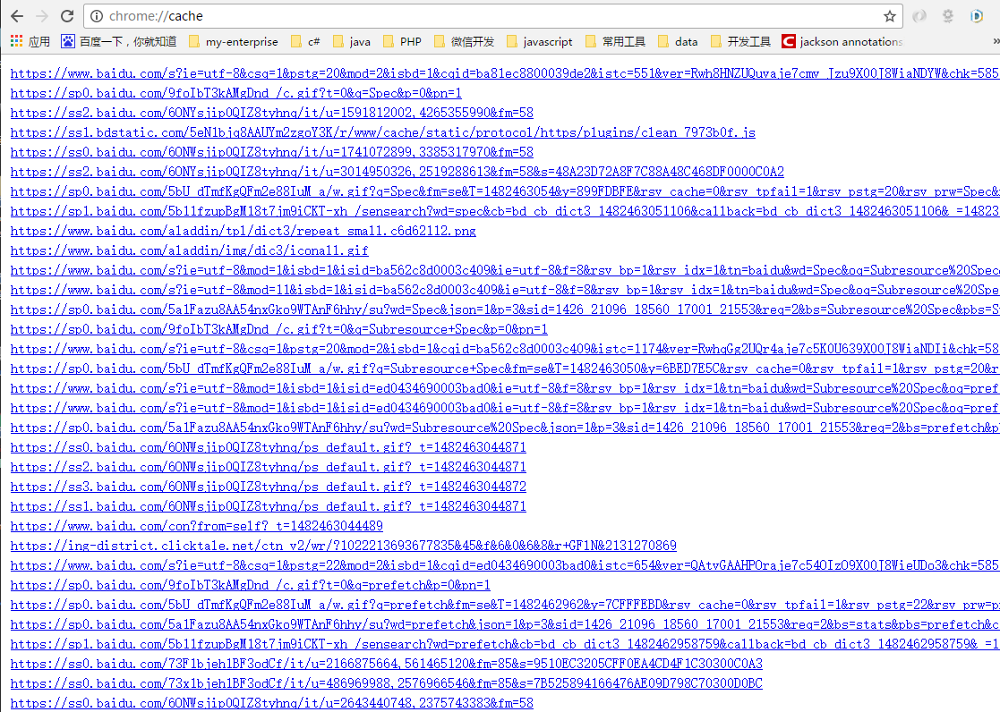 chrome://cache
应用 百度一下，你就知道 my-enterprise c# java PHP 微信开发 javascript 常用工具 data 开发工具 jackson annotations »
https://www.baidu.com/s?ie=utf-8&csq=1&pstg=20&mod=2&isbd=1&cqid=ba81ec8800039de2&istc=551&ver=Rwh8HNZUQuvaje7cmv_Jzu9X00J8WiaNDYW&chk=585
https://sp0.baidu.com/9foIbT3kAMgDnd_/c.gif?t=0&q=Spec&p=0&pn=1
https://ss2.baidu.com/6ONYsjip0QIZ8tyhnq/it/u=1591812002,4265355990&fm=58
https://ss1.bdstatic.com/5eN1bjq8AAUYm2zgoY3K/r/www/cache/static/protocol/https/plugins/clean_7973b0f.js
https://ss0.baidu.com/6ONWsjip0QIZ8tyhnq/it/u=1741072899,3385317970&fm=58
https://ss2.baidu.com/6ONYsjip0QIZ8tyhnq/it/u=3014950326,2519288613&fm=58&s=48A23D72A8F7C88A48C468DF0000C0A2
https://sp0.baidu.com/5bU_dTmfKgQFm2e88IuM_a/w.gif?q=Spec&fm=se&T=1482463054&y=899FDBFE&rsv_cache=0&rsv_tpfail=1&rsv_pstg=20&rsv_prw=Spec&
https://sp1.baidu.com/5b11fzupBgM18t7jm9iCKT-xh_/sensearch?wd=spec&cb=bd_cb_dict3_1482463051106&callback=bd_cb_dict3_1482463051106&_=14823
https://www.baidu.com/aladdin/tpl/dict3/repeat_small.c6d62112.png
https://www.baidu.com/aladdin/img/dic3/iconall.gif
https://www.baidu.com/s?ie=utf-8&mod=1&isbd=1&isid=ba562c8d0003c409&ie=utf-8&f=8&rsv_bp=1&rsv_idx=1&tn=baidu&wd=Spec&oq=Subresource%20Spec
https://www.baidu.com/s?ie=utf-8&mod=11&isbd=1&isid=ba562c8d0003c409&ie=utf-8&f=8&rsv_bp=1&rsv_idx=1&tn=baidu&wd=Spec&oq=Subresource%20Spe
https://sp0.baidu.com/5a1Fazu8AA54nxGko9WTAnF6hhy/su?wd=Spec&json=1&p=3&sid=1426_21096_18560_17001_21553&req=2&bs=Subresource%20Spec&pbs=S
https://sp0.baidu.com/9foIbT3kAMgDnd_/c.gif?t=0&q=Subresource+Spec&p=0&pn=1
https://www.baidu.com/s?ie=utf-8&csq=1&pstg=20&mod=2&isbd=1&cqid=ba562c8d0003c409&istc=1174&ver=RwhqGg2UQr4aje7c5K0U639X00J8WiaNDIi&chk=58
https://sp0.baidu.com/5bU_dTmfKgQFm2e88IuM_a/w.gif?q=Subresource+Spec&fm=se&T=1482463050&y=6BED7E5C&rsv_cache=0&rsv_tpfail=1&rsv_pstg=20&r
https://www.baidu.com/s?ie=utf-8&mod=1&isbd=1&isid=ed0434690003bad0&ie=utf-8&f=8&rsv_bp=1&rsv_idx=1&tn=baidu&wd=Subresource%20Spec&oq=pref
https://www.baidu.com/s?ie=utf-8&mod=1&isbd=1&isid=ed0434690003bad0&ie=utf-8&f=8&rsv_bp=1&rsv_idx=1&tn=baidu&wd=Subresource%20Spec&oq=pref
https://sp0.baidu.com/5a1Fazu8AA54nxGko9WTAnF6hhy/su?wd=Subresource%20Spec&json=1&p=3&sid=1426_21096_18560_17001_21553&req=2&bs=prefetch&p
https://ss0.baidu.com/6ONWsjip0QIZ8tyhnq/ps_default.gif?_t=1482463044871
https://ss2.baidu.com/6ONWsjip0QIZ8tyhnq/ps_default.gif?_t=1482463044871
https://ss3.baidu.com/6ONWsjip0QIZ8tyhnq/ps_default.gif?_t=1482463044872
https://ss1.baidu.com/6ONXsjip0QIZ8tyhnq/ps_default.gif?_t=1482463044871
https://www.baidu.com/con?from=self?_t=1482463044489
https://ing-district.clicktale.net/ctn_v2/wr/?1022213693677835&45&f&6&0&6&8&r+GF1N&2131270869
https://www.baidu.com/s?ie=utf-8&csq=1&pstg=22&mod=2&isbd=1&cqid=ed0434690003bad0&istc=654&ver=QAtvGAAHPOraje7c54OIzO9X00J8WieUDo3&chk=585
https://sp0.baidu.com/9foIbT3kAMgDnd_/c.gif?t=0&q=prefetch&p=0&pn=1
https://sp0.baidu.com/5bU_dTmfKgQFm2e88IuM_a/w.gif?q=prefetch&fm=se&T=1482462962&y=7CFFFEBD&rsv_cache=0&rsv_tpfail=1&rsv_pstg=22&rsv_prw=p
https://sp0.baidu.com/5a1Fazu8AA54nxGko9WTAnF6hhy/su?wd=prefetch&json=1&p=3&sid=1426_21096_18560_17001_21553&req=2&bs=stats&pbs=prefetch&c
https://sp1.baidu.com/5b11fzupBgM18t7jm9iCKT-xh_/sensearch?wd=prefetch&cb=bd_cb_dict3_1482462958759&callback=bd_cb_dict3_1482462958759&_=1
https://ss0.baidu.com/73F1bjeh1BF3odCf/it/u=2166875664,561465120&fm=85&s=9510EC3205CFF0EA4CD4F1C30300C0A3
https://ss0.baidu.com/73x1bjeh1BF3odCf/it/u=486969988,2576966546&fm=85&s=7B525894166476AE09D798C70300D0BC
https://ss0.baidu.com/6ONWsjip0QIZ8tyhnq/it/u=2643440748,2375743383&fm=58